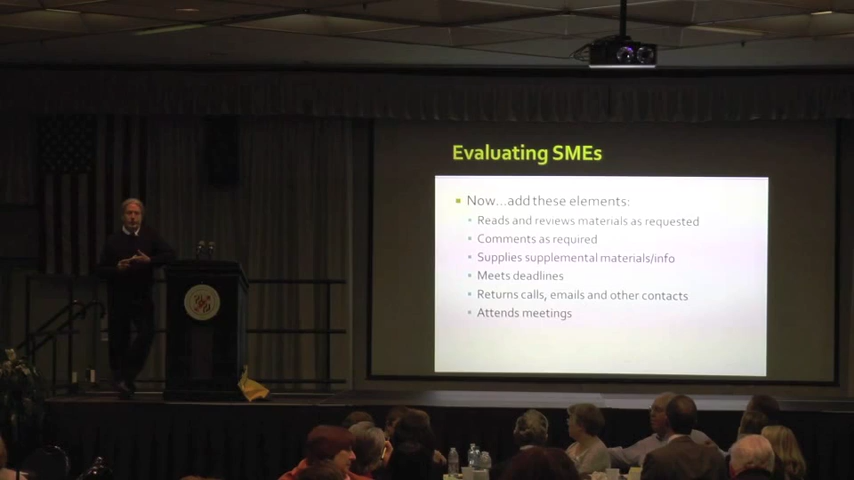 Evaluating SMEs
Now...add these elements:
Reads and reviews materials as requested
Comments as required
Supplies supplemental materials/info
Meets deadlines
Returns calls, emails and other contacts
Attends meetings